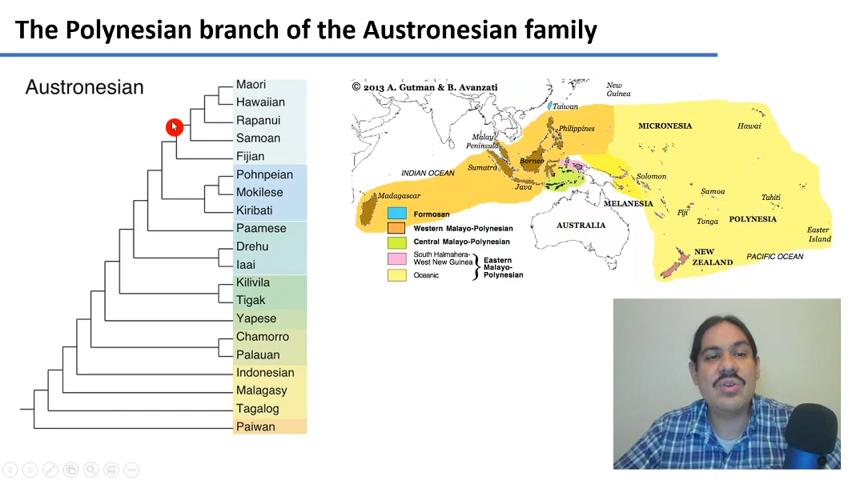 The Polynesian branch of the Austronesian family
Austronesian
Maori
Hawaiian
Rapanui
Samoan
Fijian
Pohnpeian
Mokilese
Kiribati
Paamese
Drehu
Iaai
Kilivila
Tigak
Yapese
Chamorro
Palauan
Indonesian
Malagasy
Tagalog
Paiwan
© 2013 A. Gutman & B. Avanzati
New
Guinea
Taiwan
Philippines
MICRONESIA
Hawai
Malay
Peninsula
INDIAN OCEAN
Sumatra
Borneo
Java
Solomon
Madagascar
MELANESIA
Samoa
Fiji
Tonga
Tahiti
POLYNESIA
Easter
Island
AUSTRALIA
NEW
ZEALAND
PACIFIC OCEAN
Formosan
Western Malayo-Polynesian
Central Malayo-Polynesian
South Halmahera-
West New Guinea
Oceanic
Eastern
Malayo-
Polynesian